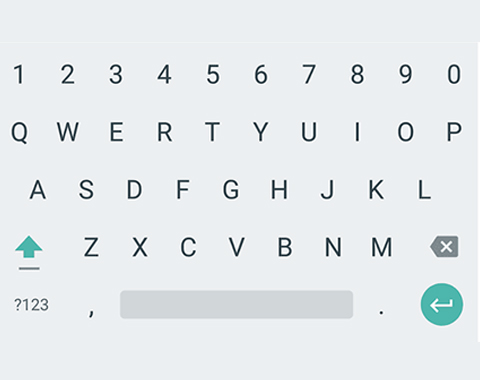 1 2 3 4 5 6 7 8 9 0
Q W E R T Y U I O P
A S D F G H J K L
Z X C V B N M
?123 , .